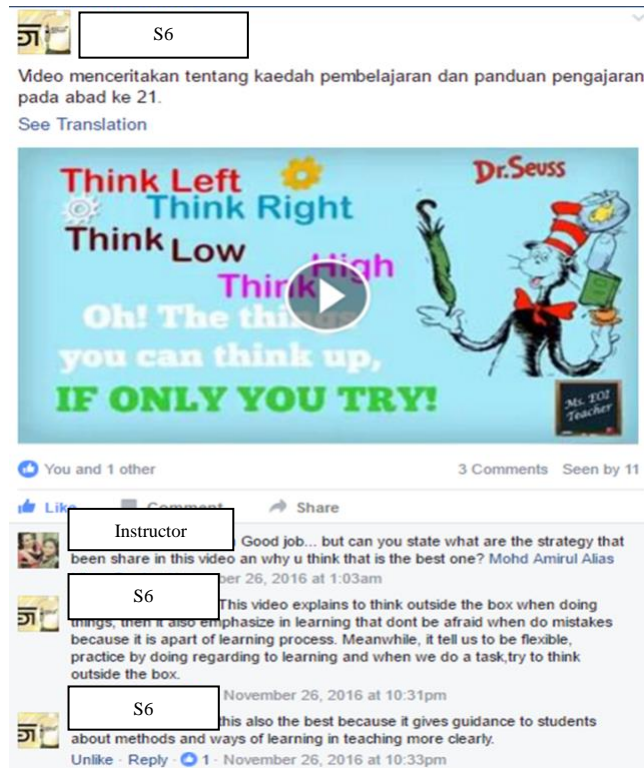 S6
Video menceritakan tentang kaedah pembelajaran dan panduan pengajaran
pada abad ke 21.
See Translation
Think Left
Think Right
Think Low
Think High
Dr. Seuss
Oh! The things
you can think up,
IF ONLY YOU TRY!
Ms. EOI
Teacher
You and 1 other
3 Comments Seen by 11
Like Comment Share
Instructor
Good job... but can you state what are the strategy that
been share in this video an why u think that is the best one? Mohd Amirul Alias
ber 26, 2016 at 1:03am
S6
This video explains to think outside the box when doing
things, then it also emphasize in learning that dont be afraid when do mistakes
because it is apart of learning process. Meanwhile, it tell us to be flexible,
practice by doing regarding to learning and when we do a task,try to think
outside the box.
November 26, 2016 at 10:31pm
S6
this also the best because it gives guidance to students
about methods and ways of learning in teaching more clearly.
Unlike · Reply · 1 · November 26, 2016 at 10:33pm